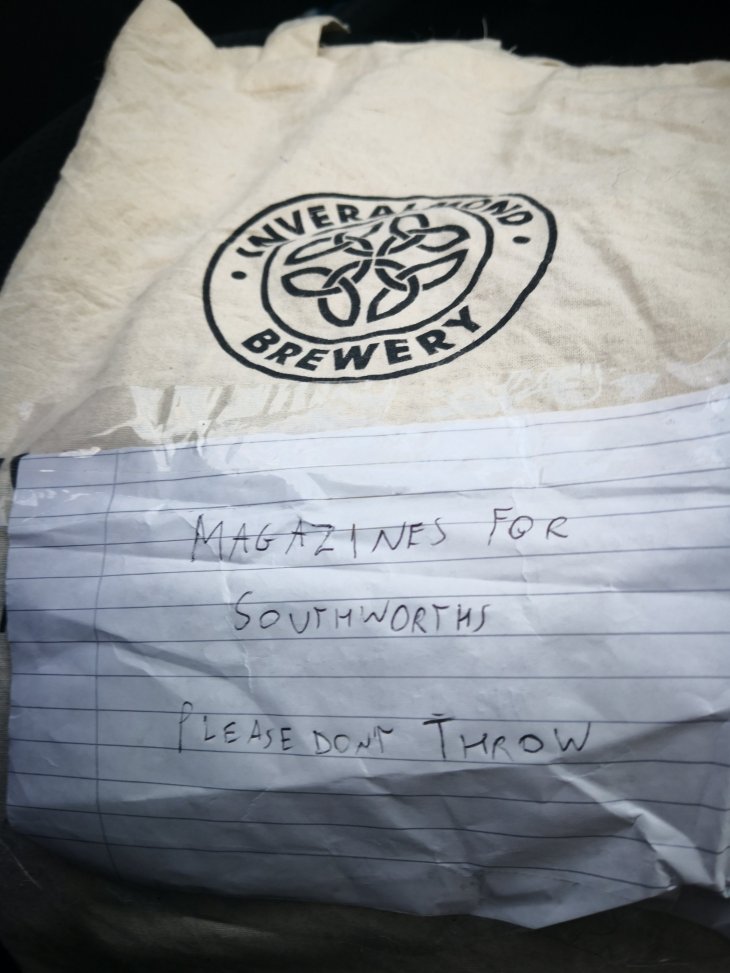 INVERALMOND
BREWERY
MAGAZINES FOR
SOUTHWORTHS
PLEASE DONT THROW